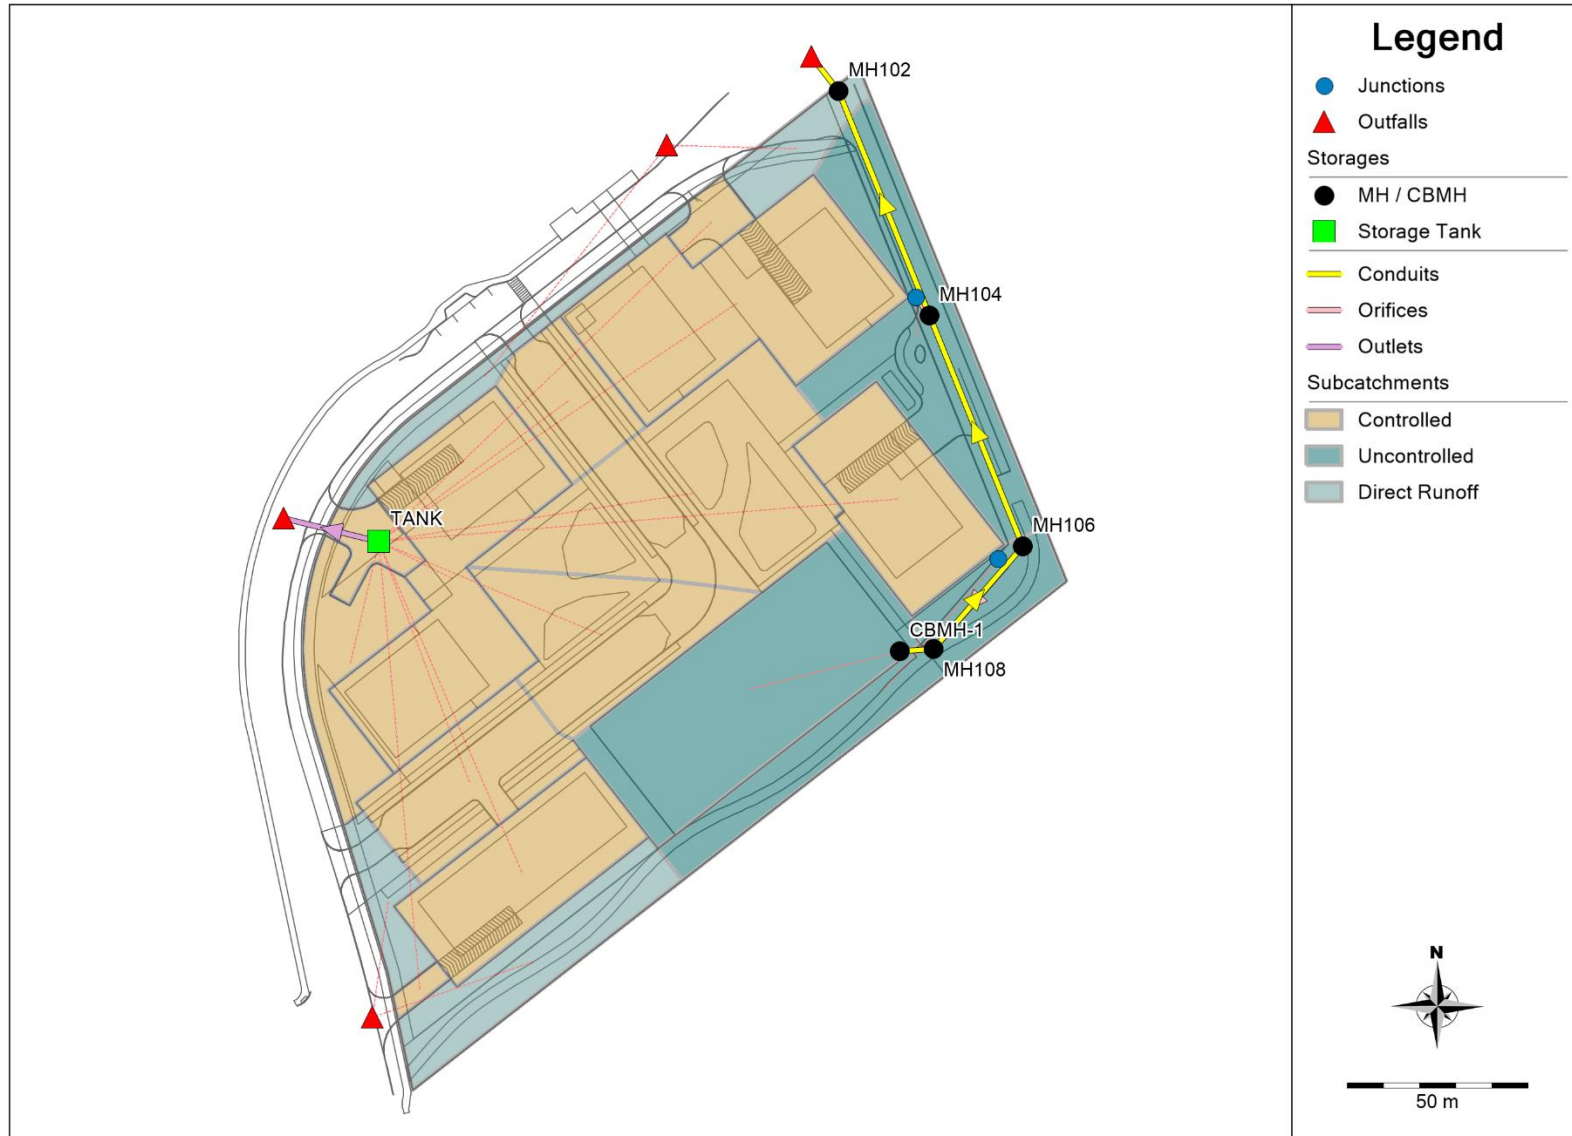 MH102
MH104
TANK
MH106
CBMH-1
MH108
Legend
Junctions
Outfalls
Storages
MH / CBMH
Storage Tank
Conduits
Orifices
Outlets
Subcatchments
Controlled
Uncontrolled
Direct Runoff
N
50 m